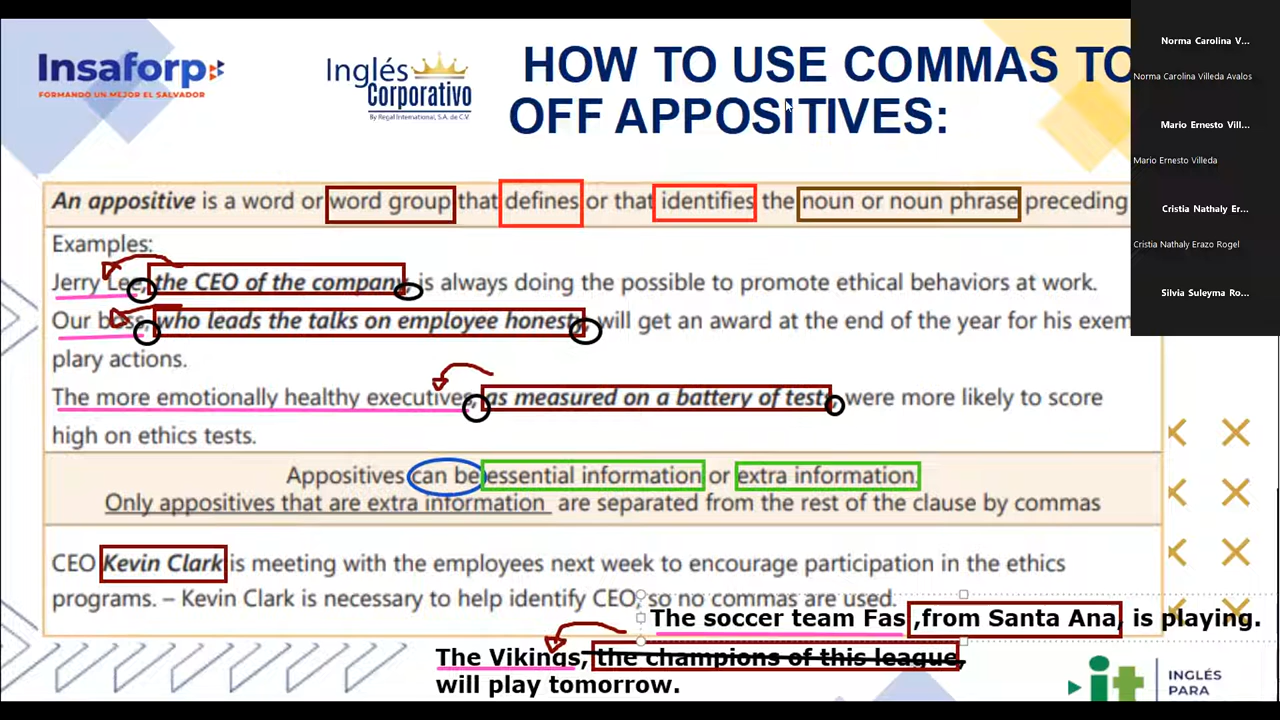 Insaforp
FORMANDO UN MEJOR EL SALVADOR
Inglés
Corporativo
By Regal International, S.A. de C.V.
HOW TO USE COMMAS TO
OFF APPOSITIVES:
An appositive is a word or word group that defines or that identifies the noun or noun phrase preceding
Examples:
Jerry Lee, the CEO of the company, is always doing the possible to promote ethical behaviors at work.
Our boss, who leads the talks on employee honesty, will get an award at the end of the year for his exem
plary actions.
The more emotionally healthy executives, as measured on a battery of tests, were more likely to score
high on ethics tests.
Appositives can be essential information or extra information.
Only appositives that are extra information are separated from the rest of the clause by commas
CEO Kevin Clark is meeting with the employees next week to encourage participation in the ethics
programs. – Kevin Clark is necessary to help identify CEO, so no commas are used.
The soccer team Fas ,from Santa Ana, is playing.
The Vikings, the champions of this league,
will play tomorrow.
it
INGLÉS
PARA
Norma Carolina V...
Norma Carolina Villeda Avalos
Mario Ernesto Vill...
Mario Ernesto Villeda
Cristia Nathaly Er...
Cristia Nathaly Erazo Rogel
Silvia Suleyma Ro...